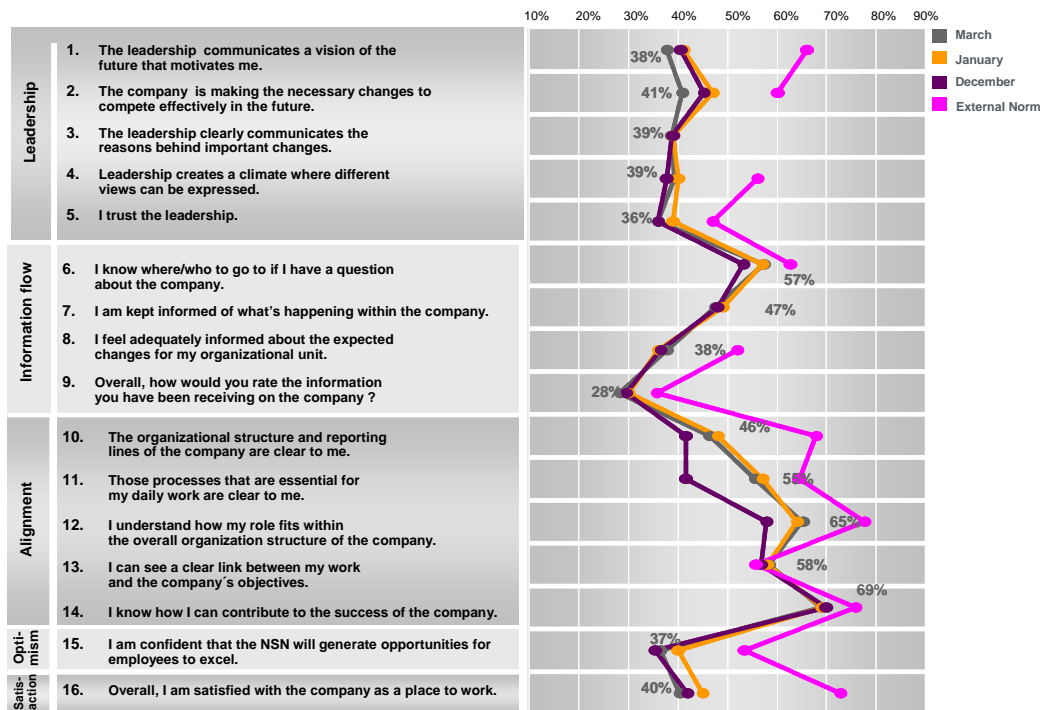 10% 20% 30% 40% 50% 60% 70% 80% 90%
March
January
December
External Norm
Leadership
1. The leadership communicates a vision of the
future that motivates me.
38%
2. The company is making the necessary changes to
compete effectively in the future.
41%
3. The leadership clearly communicates the
reasons behind important changes.
39%
4. Leadership creates a climate where different
views can be expressed.
39%
5. I trust the leadership.
36%
Information flow
6. I know where/who to go to if I have a question
about the company.
57%
7. I am kept informed of what's happening within the company.
47%
8. I feel adequately informed about the expected
changes for my organizational unit.
38%
9. Overall, how would you rate the information
you have been receiving on the company ?
28%
Alignment
10. The organizational structure and reporting
lines of the company are clear to me.
46%
11. Those processes that are essential for
my daily work are clear to me.
55%
12. I understand how my role fits within
the overall organization structure of the company.
65%
13. I can see a clear link between my work
and the company´s objectives.
58%
14. I know how I can contribute to the success of the company.
69%
Opti-
mism
15. I am confident that the NSN will generate opportunities for
employees to excel.
37%
Satis-
action
16. Overall, I am satisfied with the company as a place to work.
40%